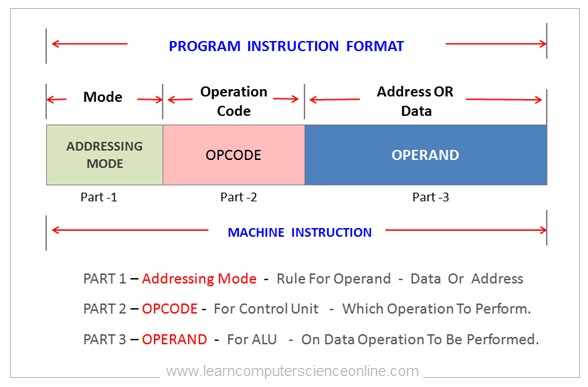 PROGRAM INSTRUCTION FORMAT
Mode
Operation
Code
Address OR
Data
ADDRESSING
MODE
OPCODE
OPERAND
Part -1
Part -2
Part -3
MACHINE INSTRUCTION
PART 1 – Addressing Mode - Rule For Operand - Data Or Address
PART 2 – OPCODE - For Control Unit - Which Operation To Perform.
PART 3 – OPERAND - For ALU - On Data Operation To Be Performed.
www.learncomputerscienceonline.com